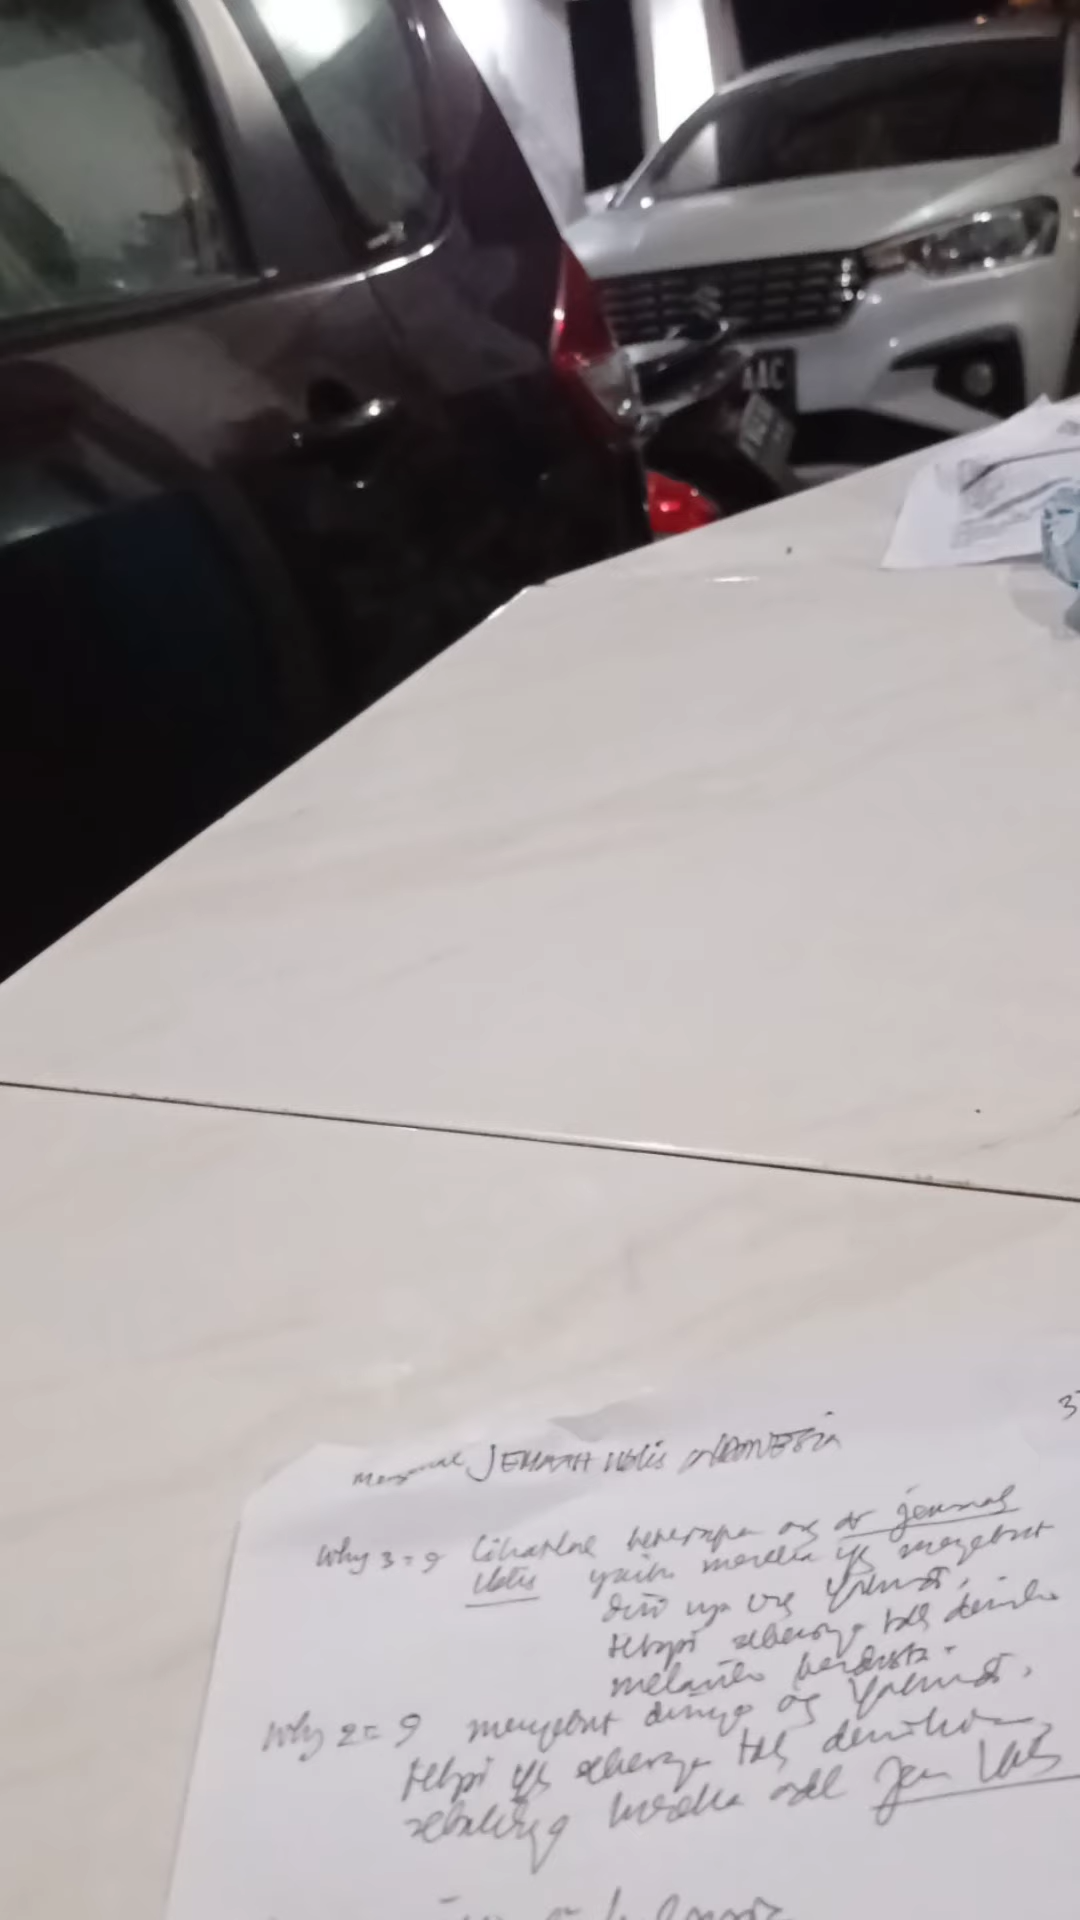 AAC
JEMAAH Iblis INDONESIA
3
Why 3=9 Lihatlah beberapa org dr jemaah
Iblis yaitu mereka yg menyebut
diri nya org Yahudi,
tetapi sebenarnya tdk demikian
melainkan berdusta.
Why 2=9 menyebut dirinya org Yahudi,
tetapi yg sebenarnya tdk demikian,
sebaliknya mereka adl Jem Iblis